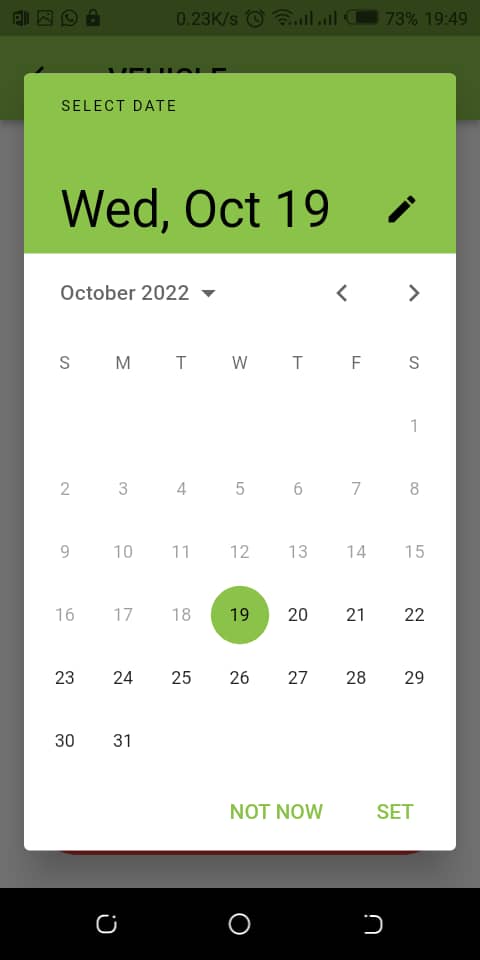 0.23K/s 73% 19:49
VEHICLE
SELECT DATE
Wed, Oct 19
October 2022
S M T W T F S
1
2 3 4 5 6 7 8
9 10 11 12 13 14 15
16 17 18 19 20 21 22
23 24 25 26 27 28 29
30 31
NOT NOW SET